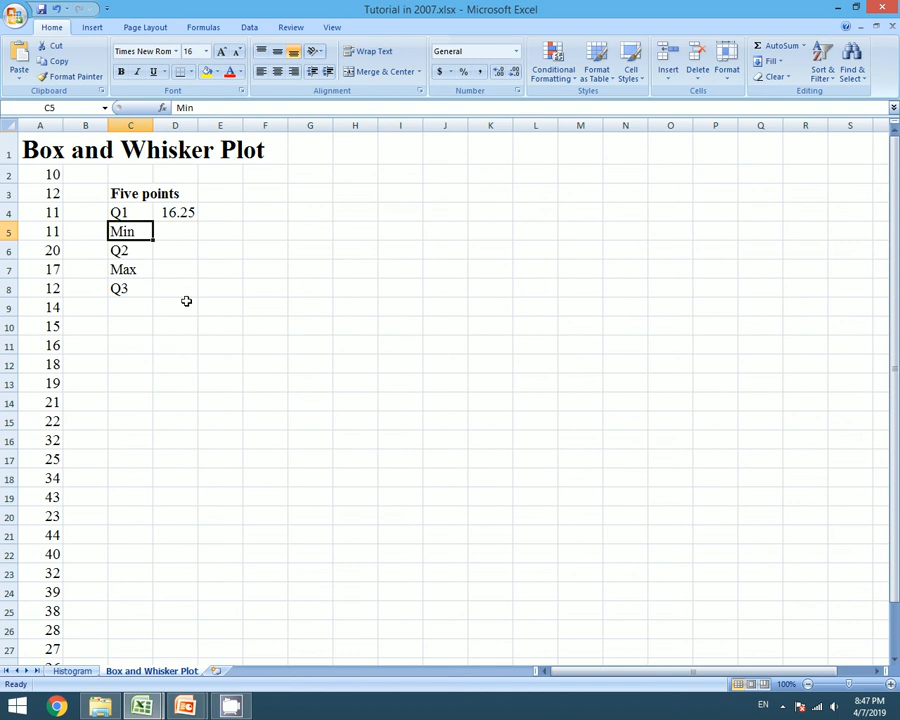 Tutorial in 2007.xlsx - Microsoft Excel
Home Insert Page Layout Formulas Data Review View
Paste Cut Copy Format Painter Clipboard
Times New Rom 16 B I U A Font
Wrap Text Merge & Center Alignment
General $ % , Number
Conditional Formatting Format as Table Cell Styles Styles
Insert Delete Format Cells
Σ AutoSum Fill Clear Sort & Filter Find & Select Editing
C5 fx Min
A B C D E F G H I J K L M N O P Q R S
1 Box and Whisker Plot
2 10
3 12 Five points
4 11 Q1 16.25
5 11 Min
6 20 Q2
7 17 Max
8 12 Q3
9 14
10 15
11 16
12 18
13 19
14 21
15 22
16 32
17 25
18 34
19 43
20 23
21 44
22 40
23 32
24 39
25 38
26 28
27 27
Histogram Box and Whisker Plot
Ready 100%
EN 8:47 PM
4/7/2019